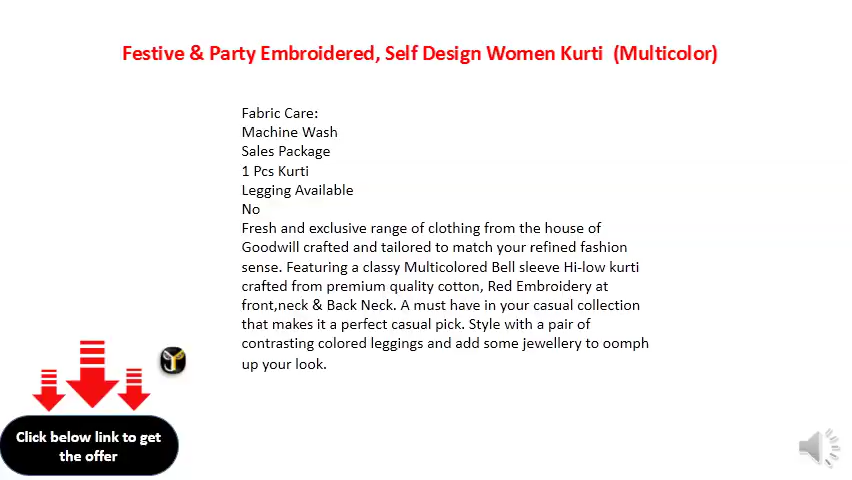 Festive & Party Embroidered, Self Design Women Kurti  (Multicolor)
Fabric Care:
Machine Wash
Sales Package
1 Pcs Kurti
Legging Available
No
Fresh and exclusive range of clothing from the house of
Goodwill crafted and tailored to match your refined fashion
sense. Featuring a classy Multicolored Bell sleeve Hi-low kurti
crafted from premium quality cotton, Red Embroidery at
front,neck & Back Neck. A must have in your casual collection
that makes it a perfect casual pick. Style with a pair of
contrasting colored leggings and add some jewellery to oomph
up your look.
Click below link to get
the offer